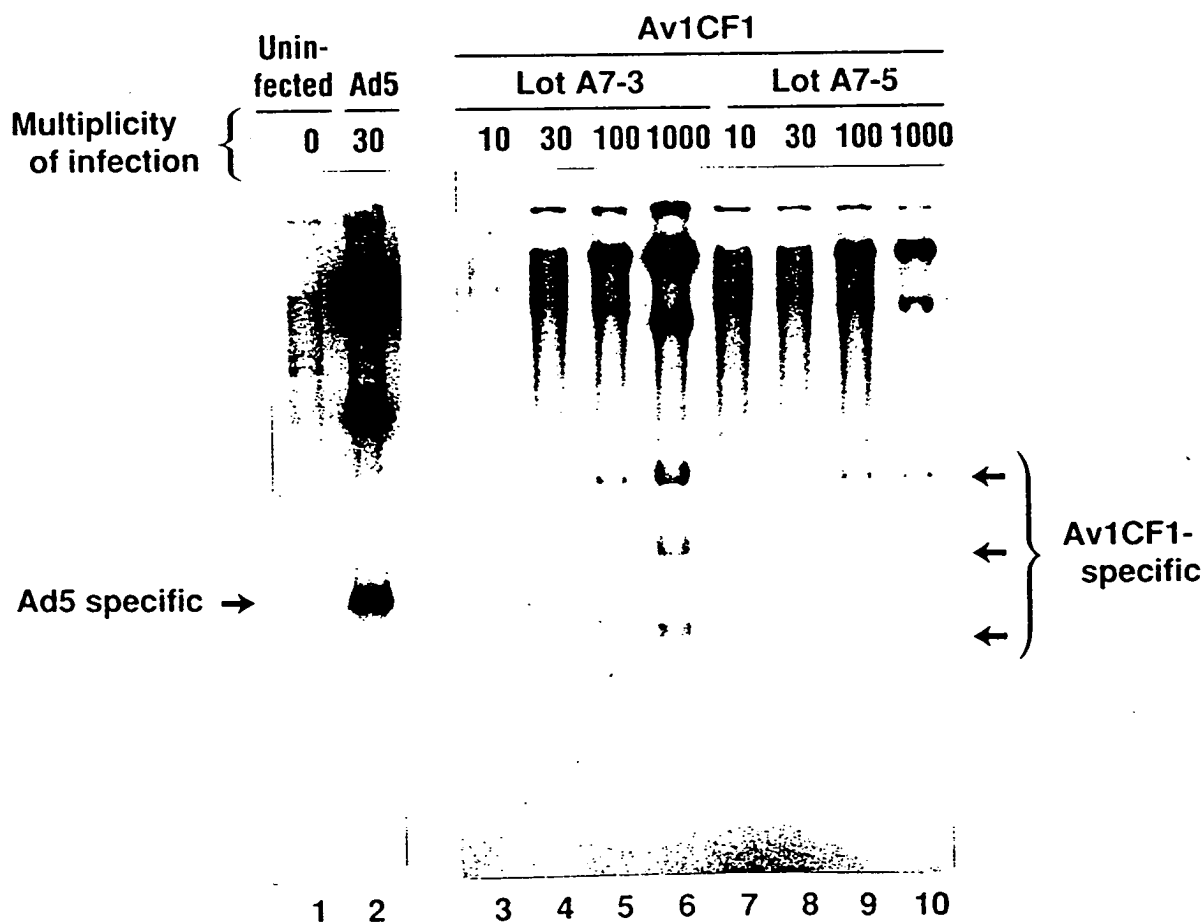 Av1CF1
Unin-
fected Ad5 Lot A7-3 Lot A7-5
Multiplicity
of infection { 0 30 10 30 100 1000 10 30 100 1000
← 
← Av1CF1-
specific
Ad5 specific →
←
1 2 3 4 5 6 7 8 9 10